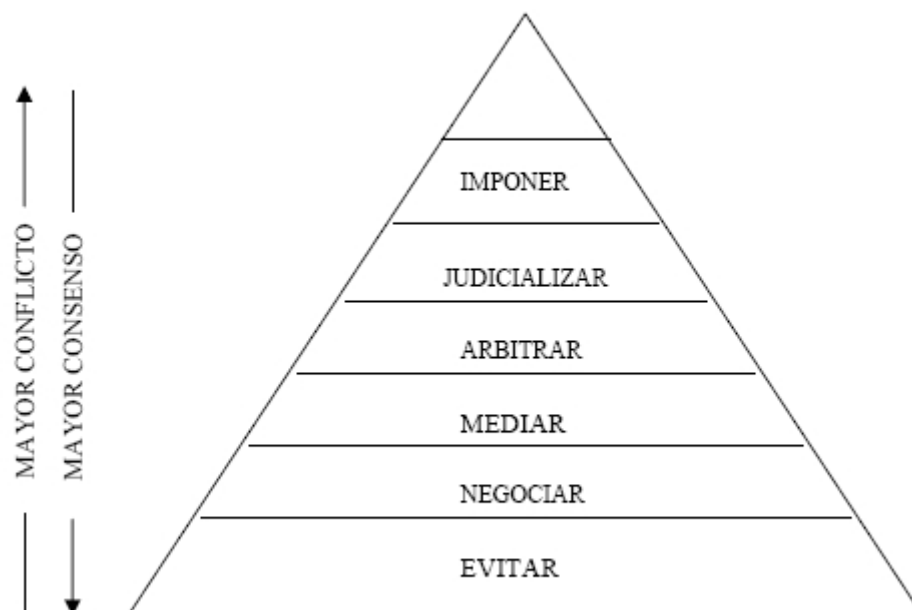 MAYOR CONFLICTO
MAYOR CONSENSO
IMPONER
JUDICIALIZAR
ARBITRAR
MEDIAR
NEGOCIAR
EVITAR